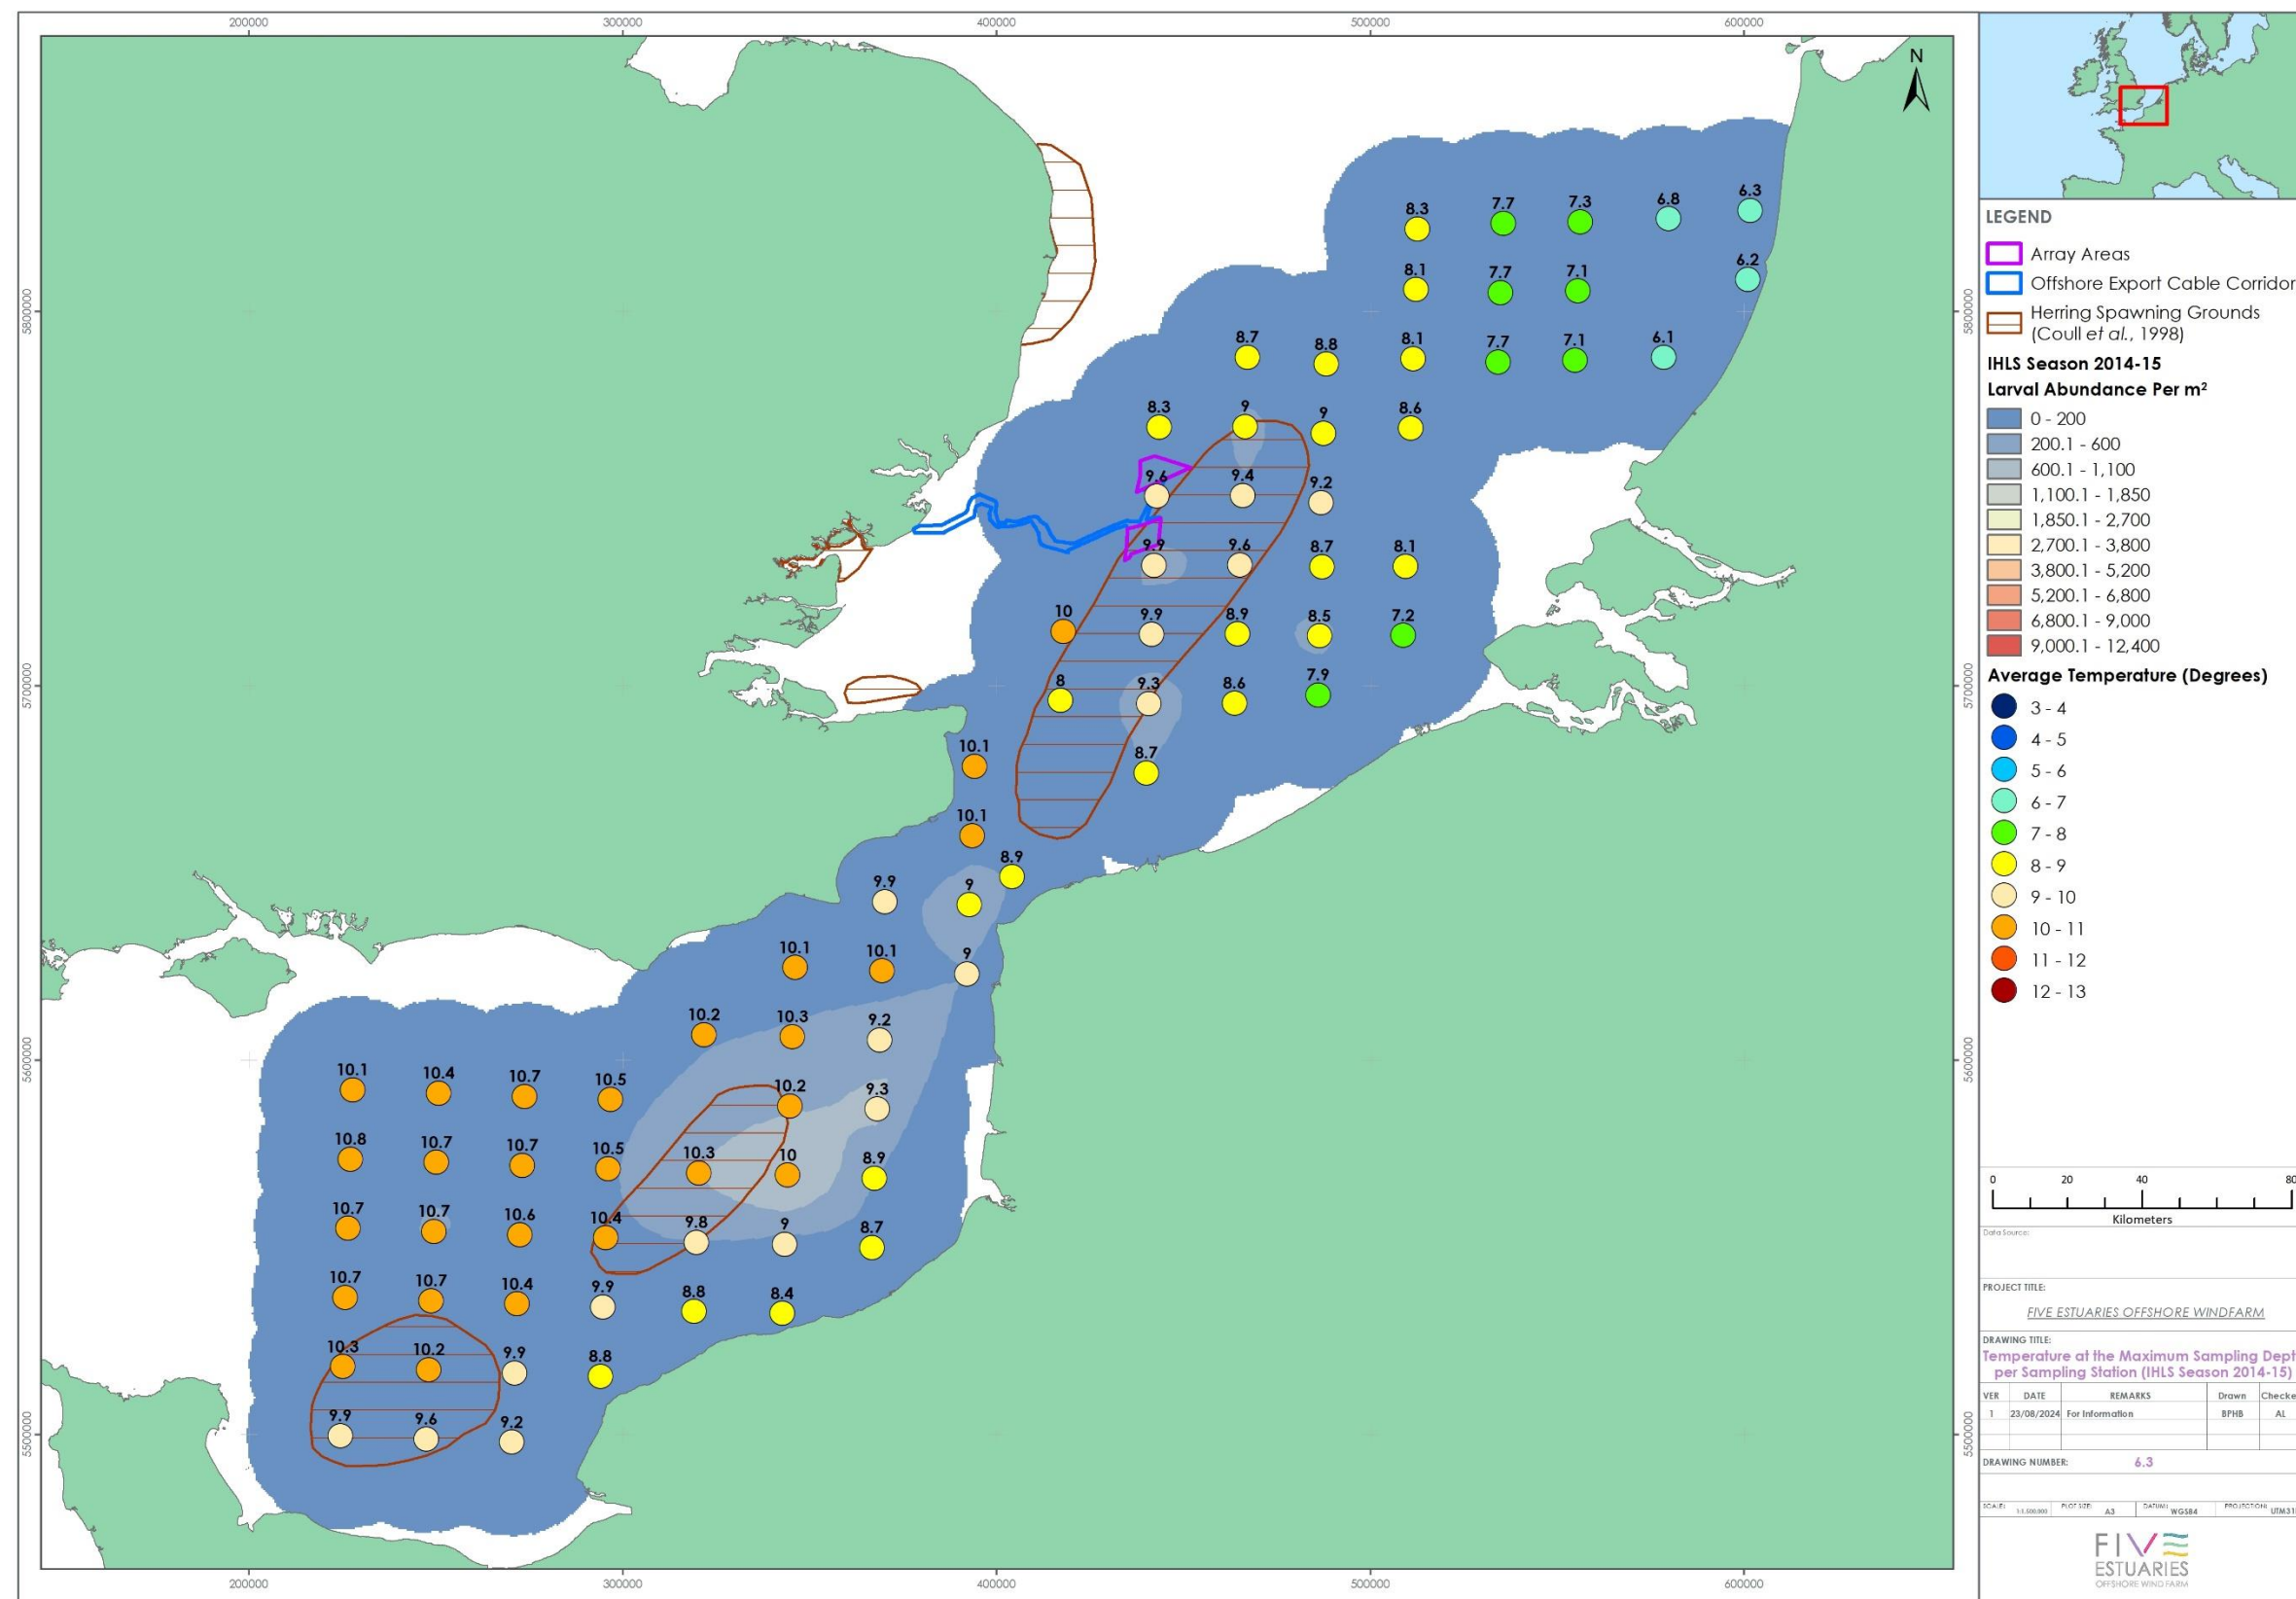 200000 300000 400000 500000 600000
N
5800000 5800000
5700000 5700000
5600000 5600000
5500000 5500000
6.3
6.8
7.3
7.7
8.3
6.2
7.1
7.7
8.1
8.7 8.8 8.1 7.7 7.1 6.1
8.3 9 9 8.6
9.6 9.4 9.2
9.9 9.6 8.7 8.1
10 9.9 8.9 8.5 7.2
8 9.3 8.6 7.9
10.1 8.7
10.1
8.9
9.9 9
10.1 10.1 9
10.2 10.3 9.2
10.1 10.4 10.7 10.5 10.2 9.3
10.8 10.7 10.7 10.5 10.3 10 8.9
10.7 10.7 10.6 10.4 9.8 9 8.7
10.7 10.7 10.4 9.9 8.8 8.4
10.3 10.2 9.9 8.8
9.9 9.6 9.2
200000 300000 400000 500000 600000
LEGEND
Array Areas
Offshore Export Cable Corridor
Herring Spawning Grounds
(Coull et al., 1998)
IHLS Season 2014-15
Larval Abundance Per m²
0 - 200
200.1 - 600
600.1 - 1,100
1,100.1 - 1,850
1,850.1 - 2,700
2,700.1 - 3,800
3,800.1 - 5,200
5,200.1 - 6,800
6,800.1 - 9,000
9,000.1 - 12,400
Average Temperature (Degrees)
3 - 4
4 - 5
5 - 6
6 - 7
7 - 8
8 - 9
9 - 10
10 - 11
11 - 12
12 - 13
0 20 40 80
Kilometers
Data Source:
PROJECT TITLE:
FIVE ESTUARIES OFFSHORE WINDFARM
DRAWING TITLE:
Temperature at the Maximum Sampling Dept
per Sampling Station (IHLS Season 2014-15)
VER DATE REMARKS Drawn Checke
1 23/08/2024 For Information BPHB AL
DRAWING NUMBER: 6.3
SCALE: 1:1,500,000 PLOT SIZE: A3 DATUM: WGS84 PROJECTION: UTM31
FIVE
ESTUARIES
OFFSHORE WIND FARM